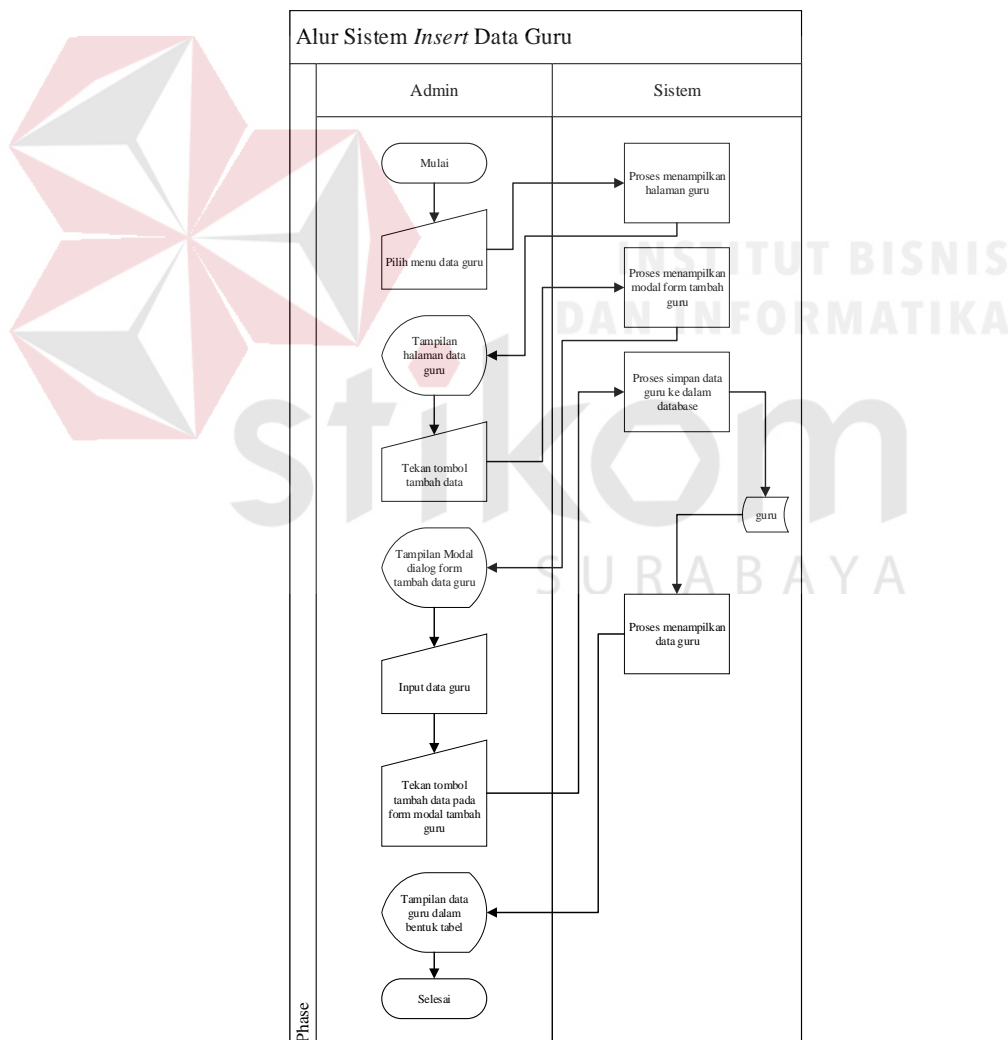 Alur Sistem Insert Data Guru
Admin
Sistem
Phase
Mulai
Pilih menu data guru
Proses menampilkan
halaman guru
Tampilan
halaman data
guru
Tekan tombol
tambah data
Proses menampilkan
modal form tambah
guru
Tampilan Modal
dialog form
tambah data guru
Input data guru
Tekan tombol
tambah data pada
form modal tambah
guru
Proses simpan data
guru ke dalam
database
guru
Proses menampilkan
data guru
Tampilan data
guru dalam
bentuk tabel
Selesai
INSTITUT BISNIS
DAN INFORMATIKA
stikom
SURABAYA